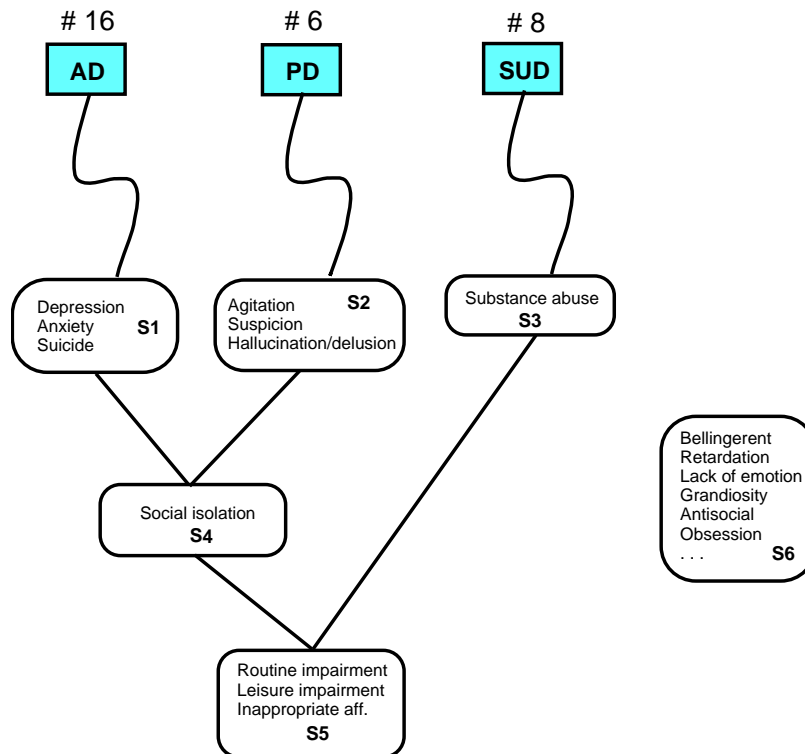 # 16
# 6
# 8
AD
PD
SUD
Depression
Anxiety
Suicide
S1
Agitation
Suspicion
Hallucination/delusion
S2
Substance abuse
S3
Social isolation
S4
Bellingerent
Retardation
Lack of emotion
Grandiosity
Antisocial
Obsession
. . .
S6
Routine impairment
Leisure impairment
Inappropriate aff.
S5